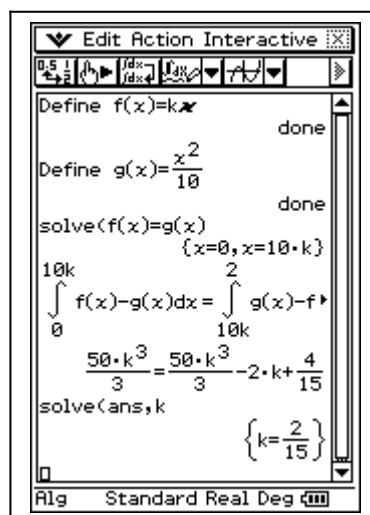 Edit Action Interactive
Define f(x)=kx
done
Define g(x)=x²/10
done
solve(f(x)=g(x)
{x=0,x=10·k}
∫₀^10k f(x)-g(x)dx = ∫_10k^2 g(x)-f
50·k³/3=50·k³/3-2·k+4/15
solve(ans,k
{k=2/15}
Alg Standard Real Deg